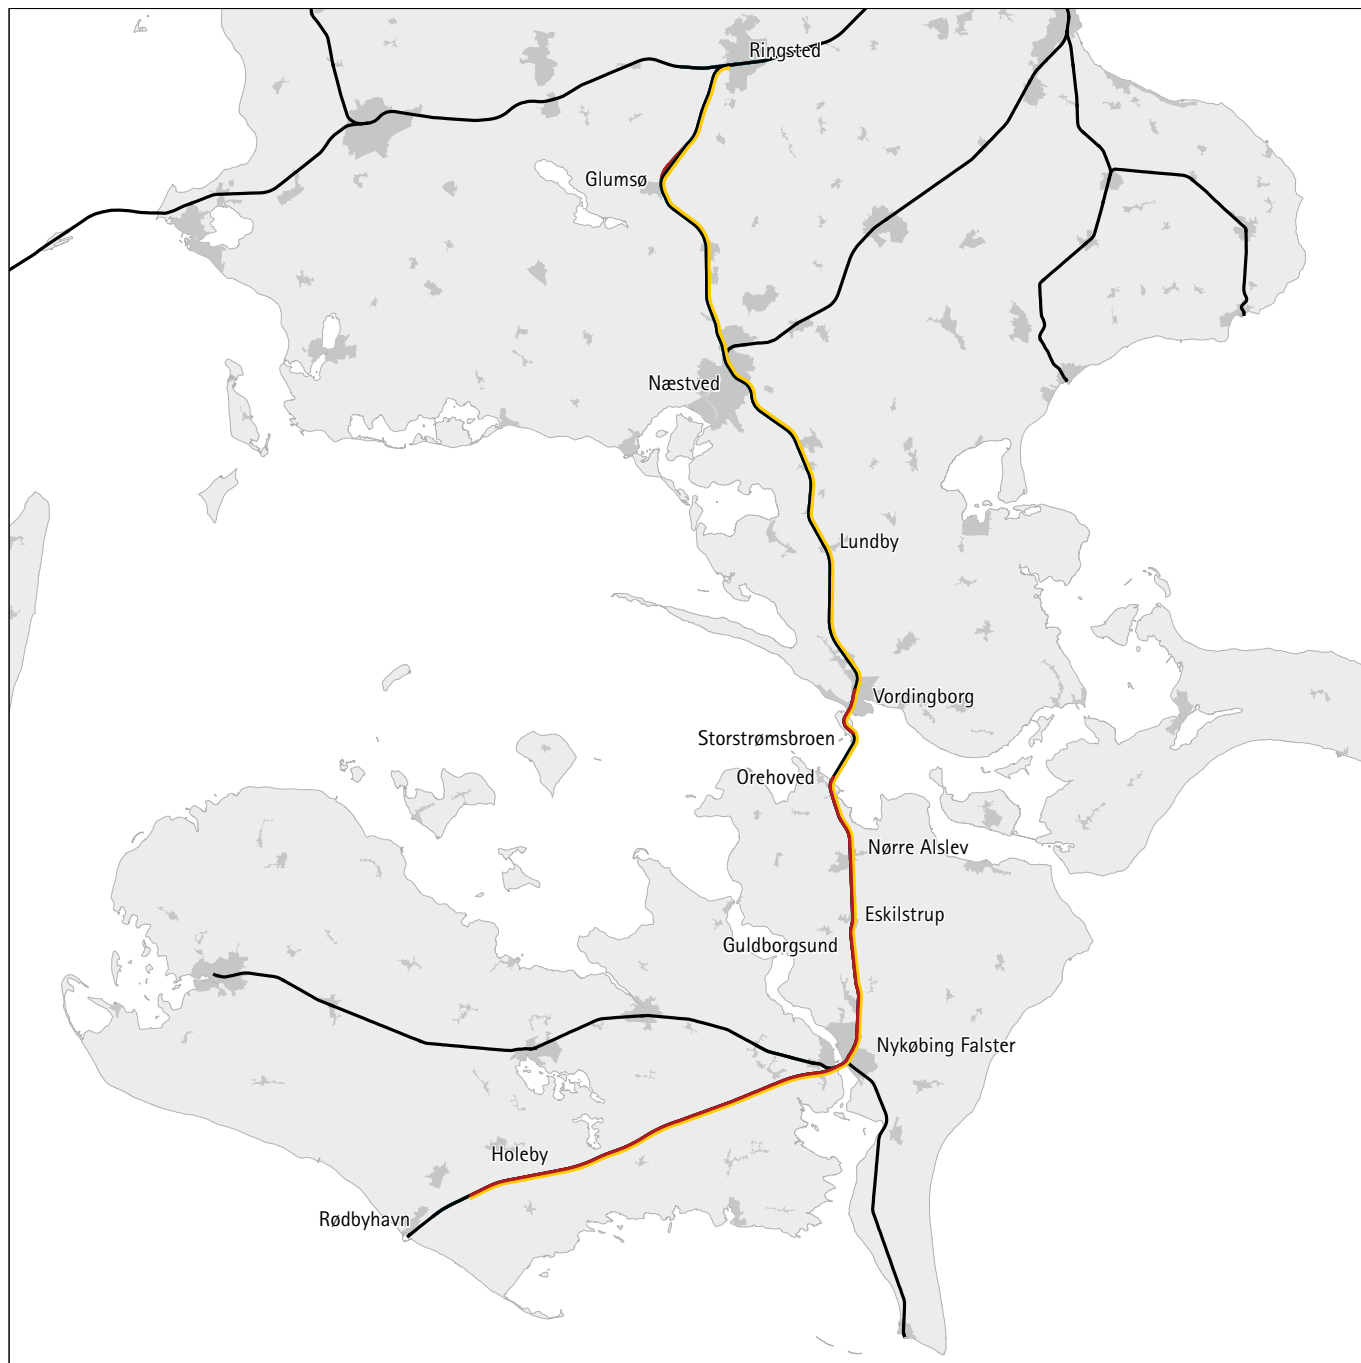 Ringsted
Glumsø
Næstved
Lundby
Vordingborg
Storstrømsbroen
Orehoved
Nørre Alslev
Eskilstrup
Guldborgsund
Nykøbing Falster
Holeby
Rødbyhavn